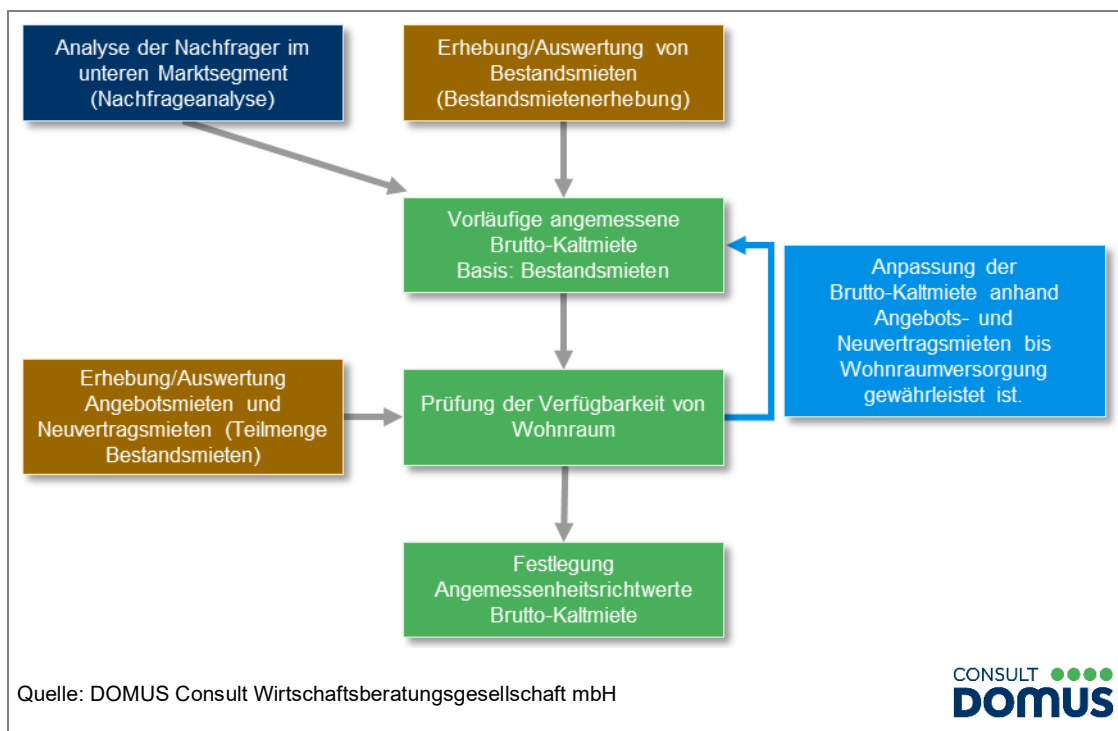 Analyse der Nachfrager im
unteren Marktsegment
(Nachfrageanalyse)
Erhebung/Auswertung von
Bestandsmieten
(Bestandsmietenerhebung)
Vorläufige angemessene
Brutto-Kaltmiete
Basis: Bestandsmieten
Anpassung der
Brutto-Kaltmiete anhand
Angebots- und
Neuvertragsmieten bis
Wohnraumversorgung
gewährleistet ist.
Erhebung/Auswertung
Angebotsmieten und
Neuvertragsmieten (Teilmenge
Bestandsmieten)
Prüfung der Verfügbarkeit von
Wohnraum
Festlegung
Angemessenheitsrichtwerte
Brutto-Kaltmiete
Quelle: DOMUS Consult Wirtschaftsberatungsgesellschaft mbH
CONSULT
DOMUS